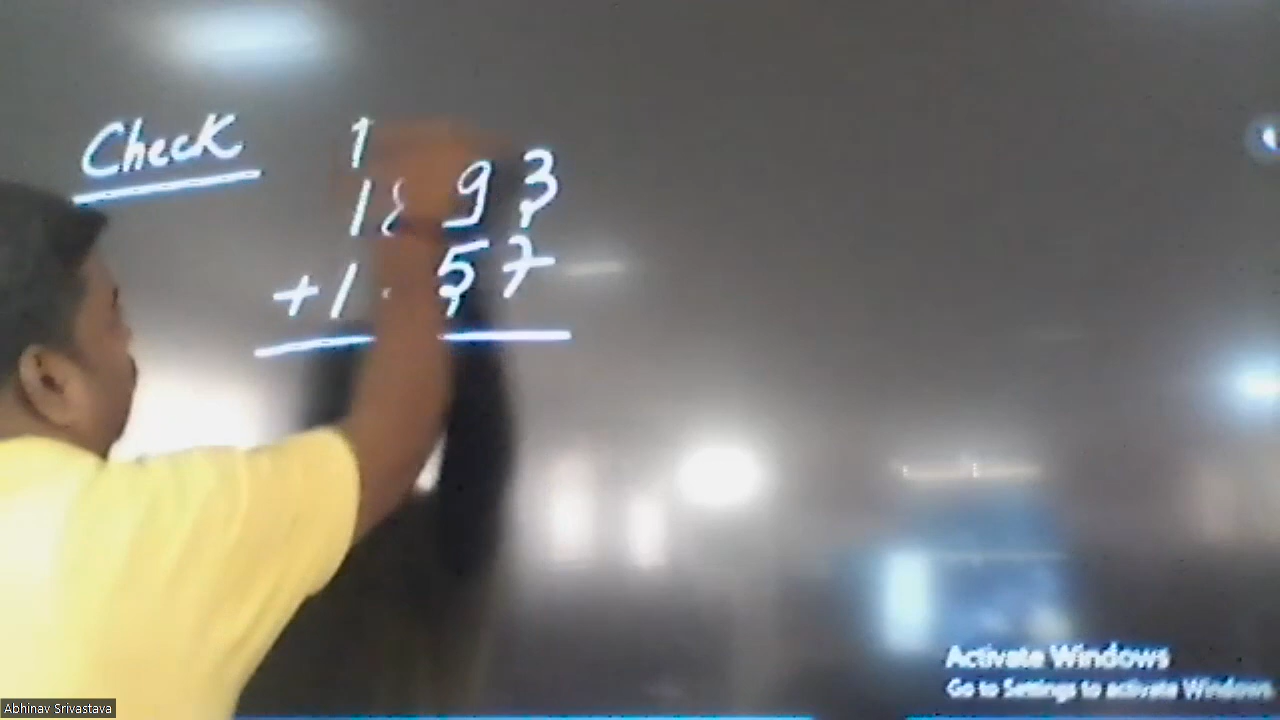 Check
1
1 9 3
+ 1 5 7
Activate Windows
Go to Settings to activate Windows.
Abhinav Srivastava